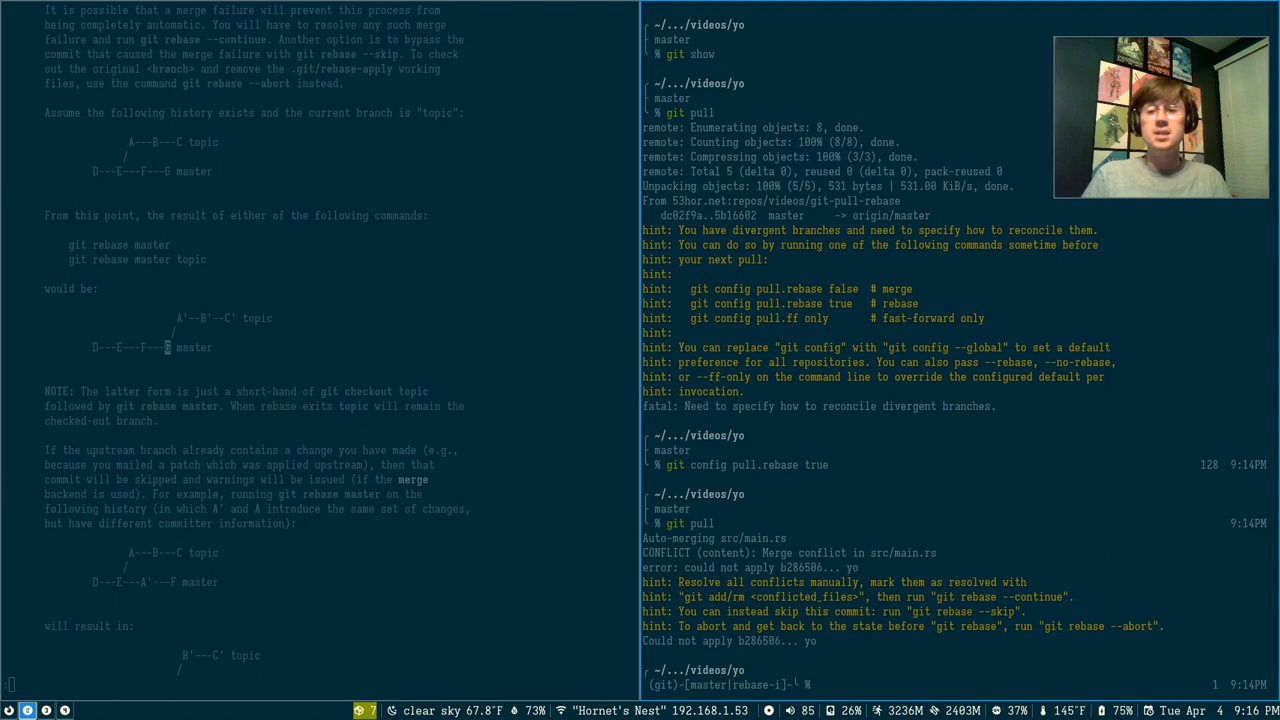 It is possible that a merge failure will prevent this process from
being completely automatic. You will have to resolve any such merge
failure and run git rebase --continue. Another option is to bypass the
commit that caused the merge failure with git rebase --skip. To check
out the original <branch> and remove the .git/rebase-apply working
files, use the command git rebase --abort instead.
Assume the following history exists and the current branch is "topic":
A---B---C topic
/
D---E---F---G master
From this point, the result of either of the following commands:
git rebase master
git rebase master topic
would be:
A'--B'--C' topic
/
D---E---F---G master
NOTE: The latter form is just a short-hand of git checkout topic
followed by git rebase master. When rebase exits topic will remain the
checked-out branch.
If the upstream branch already contains a change you have made (e.g.,
because you mailed a patch which was applied upstream), then that
commit will be skipped and warnings will be issued (if the merge
backend is used). For example, running git rebase master on the
following history (in which A' and A introduce the same set of changes,
but have different committer information):
A---B---C topic
/
D---E---A'---F master
will result in:
B'---C' topic
/
:
~/.../videos/yo
master
% git show
~/.../videos/yo
master
% git pull
remote: Enumerating objects: 8, done.
remote: Counting objects: 100% (8/8), done.
remote: Compressing objects: 100% (3/3), done.
remote: Total 5 (delta 0), reused 0 (delta 0), pack-reused 0
Unpacking objects: 100% (5/5), 531 bytes | 531.00 KiB/s, done.
From 53hor.net:repos/videos/git-pull-rebase
dc02f9a..5b16602 master -> origin/master
hint: You have divergent branches and need to specify how to reconcile them.
hint: You can do so by running one of the following commands sometime before
hint: your next pull:
hint:
hint: git config pull.rebase false # merge
hint: git config pull.rebase true # rebase
hint: git config pull.ff only # fast-forward only
hint:
hint: You can replace "git config" with "git config --global" to set a default
hint: preference for all repositories. You can also pass --rebase, --no-rebase,
hint: or --ff-only on the command line to override the configured default per
hint: invocation.
fatal: Need to specify how to reconcile divergent branches.
~/.../videos/yo
master
% git config pull.rebase true 128 9:14PM
~/.../videos/yo
master
% git pull 9:14PM
Auto-merging src/main.rs
CONFLICT (content): Merge conflict in src/main.rs
error: could not apply b286506... yo
hint: Resolve all conflicts manually, mark them as resolved with
hint: "git add/rm <conflicted_files>", then run "git rebase --continue".
hint: You can instead skip this commit: run "git rebase --skip".
hint: To abort and get back to the state before "git rebase", run "git rebase --abort".
Could not apply b286506... yo
~/.../videos/yo
(git)-[master|rebase-i]-% 1 9:14PM
7 clear sky 67.8°F 73% "Hornet's Nest" 192.168.1.53 85 26% 3236M 2403M 37% 145°F 75% Tue Apr 4 9:16 PM